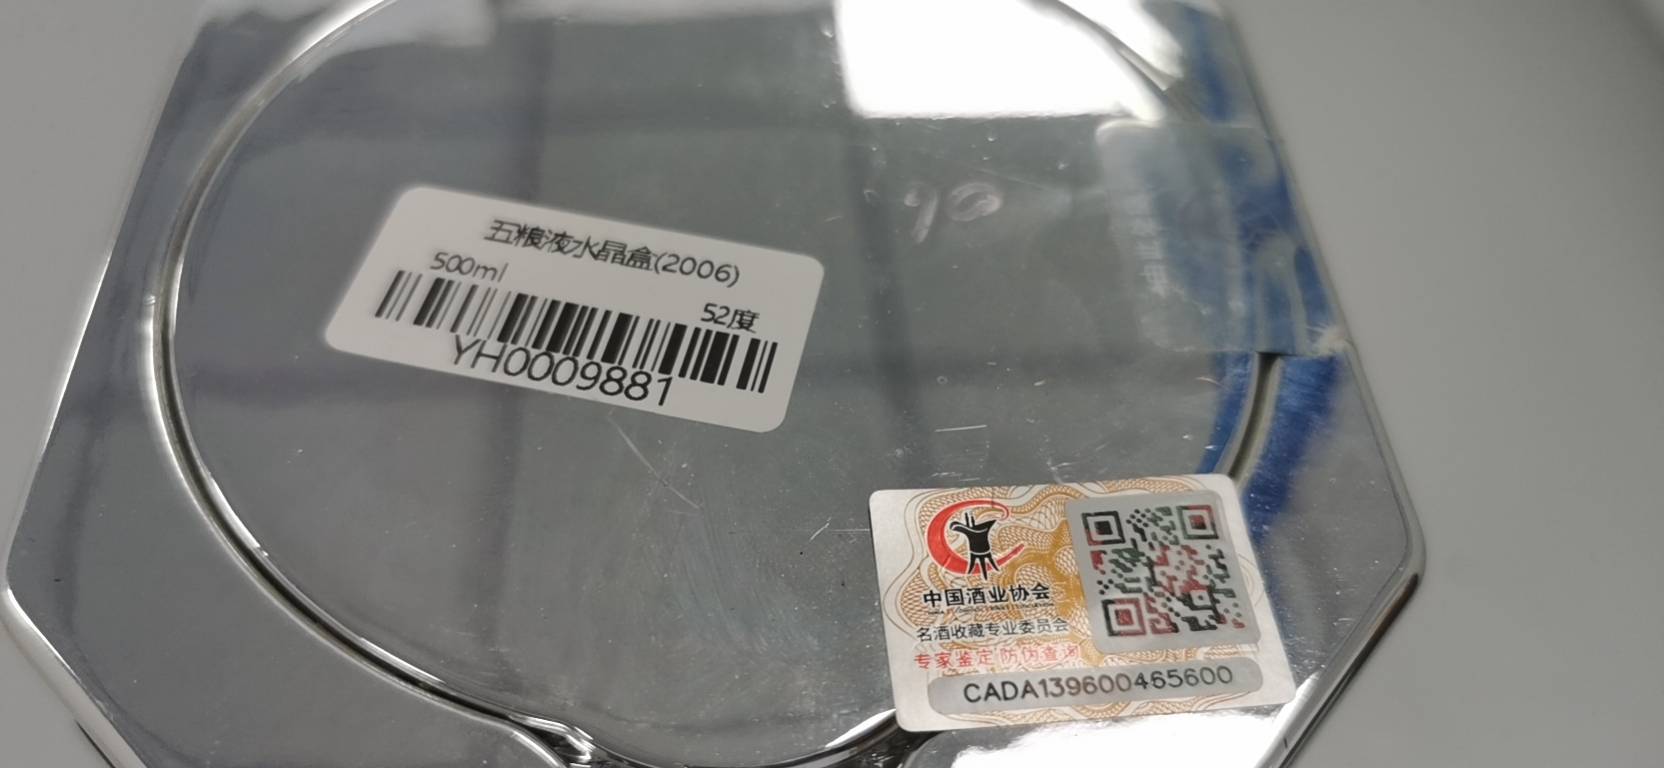 五粮液水晶盒(2006)
500ml
52度
YH0009881
中国酒业协会
名酒收藏专业委员会
专家鉴定 防伪查询
CADA139600465600